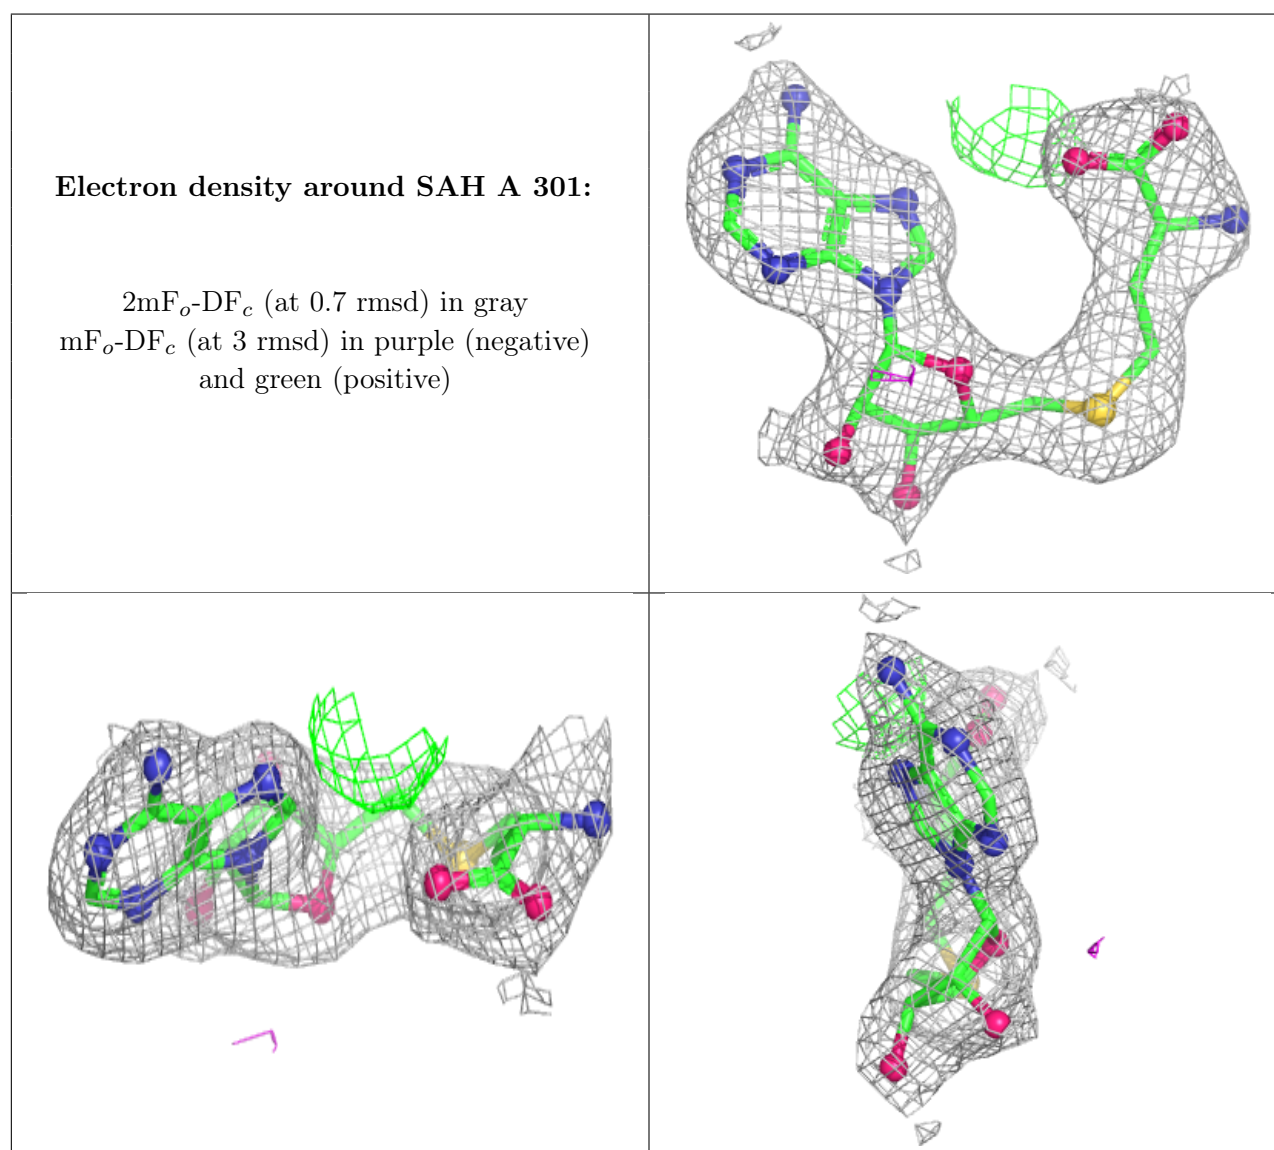 Electron density around SAH A 301:
2mFo-DFc (at 0.7 rmsd) in gray
mFo-DFc (at 3 rmsd) in purple (negative)
and green (positive)